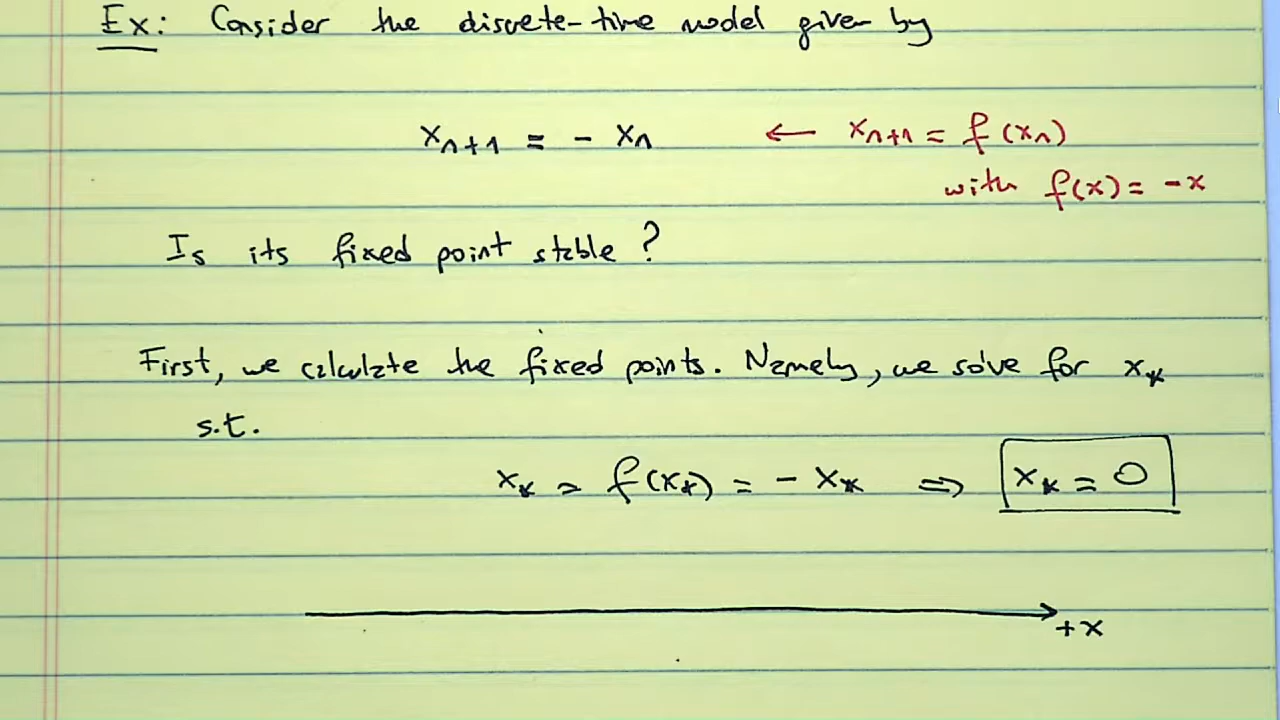 Ex: Consider the discrete-time model given by
xₙ₊₁ = - xₙ ← xₙ₊₁ = f(xₙ)
with f(x) = -x
Is its fixed point stable?
First, we calculate the fixed points. Namely, we solve for x*
s.t.
x* = f(x*) = - x* ⇒ x* = 0
+x